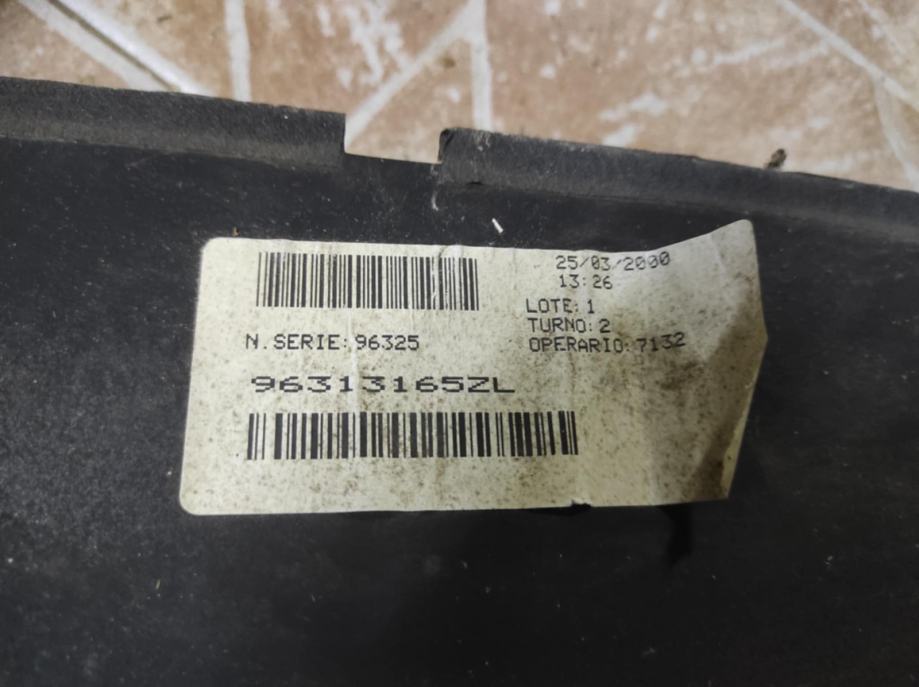 25/03/2000
13:26
LOTE: 1
TURNO: 2
N. SERIE: 96325
OPERARIO: 7132
96313165ZL